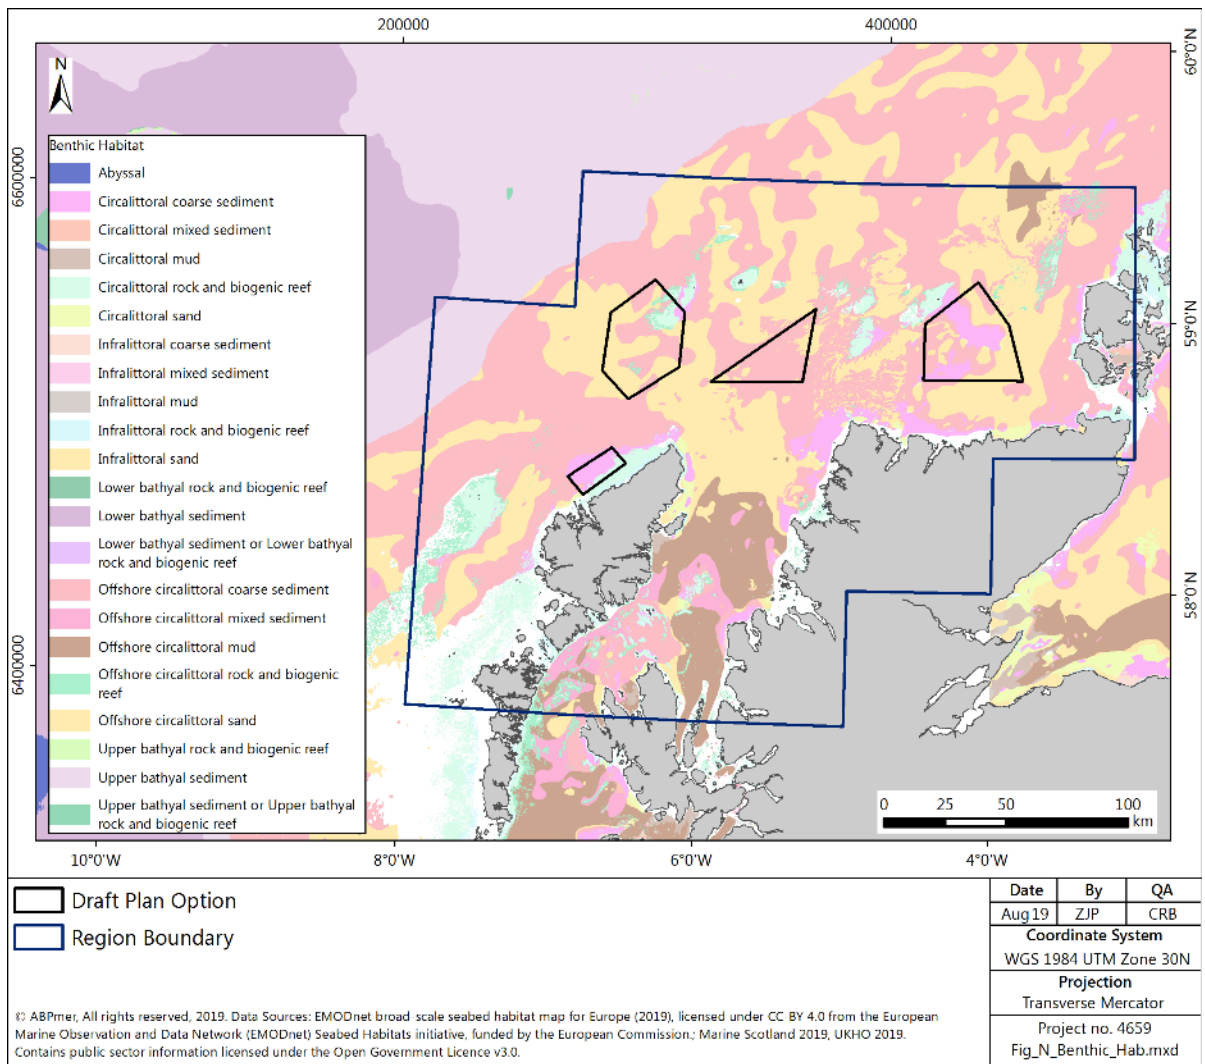 200000
400000
60°0'N
N
Benthic Habitat
Abyssal
Circalittoral coarse sediment
Circalittoral mixed sediment
Circalittoral mud
Circalittoral rock and biogenic reef
Circalittoral sand
Infralittoral coarse sediment
Infralittoral mixed sediment
Infralittoral mud
Infralittoral rock and biogenic reef
Infralittoral sand
Lower bathyal rock and biogenic reef
Lower bathyal sediment
Lower bathyal sediment or Lower bathyal
rock and biogenic reef
Offshore circalittoral coarse sediment
Offshore circalittoral mixed sediment
Offshore circalittoral mud
Offshore circalittoral rock and biogenic
reef
Offshore circalittoral sand
Upper bathyal rock and biogenic reef
Upper bathyal sediment
Upper bathyal sediment or Upper bathyal
rock and biogenic reef
6600000
6400000
59°0'N
58°0'N
0 25 50 100
km
10°0'W
8°0'W
6°0'W
4°0'W
Draft Plan Option
Region Boundary
Date By QA
Aug 19 ZJP CRB
Coordinate System
WGS 1984 UTM Zone 30N
Projection
Transverse Mercator
Project no. 4659
Fig_N_Benthic_Hab.mxd
© ABPmer, All rights reserved, 2019. Data Sources: EMODnet broad scale seabed habitat map for Europe (2019), licensed under CC BY 4.0 from the European
Marine Observation and Data Network (EMODnet) Seabed Habitats initiative, funded by the European Commission.; Marine Scotland 2019, UKHO 2019.
Contains public sector information licensed under the Open Government Licence v3.0.